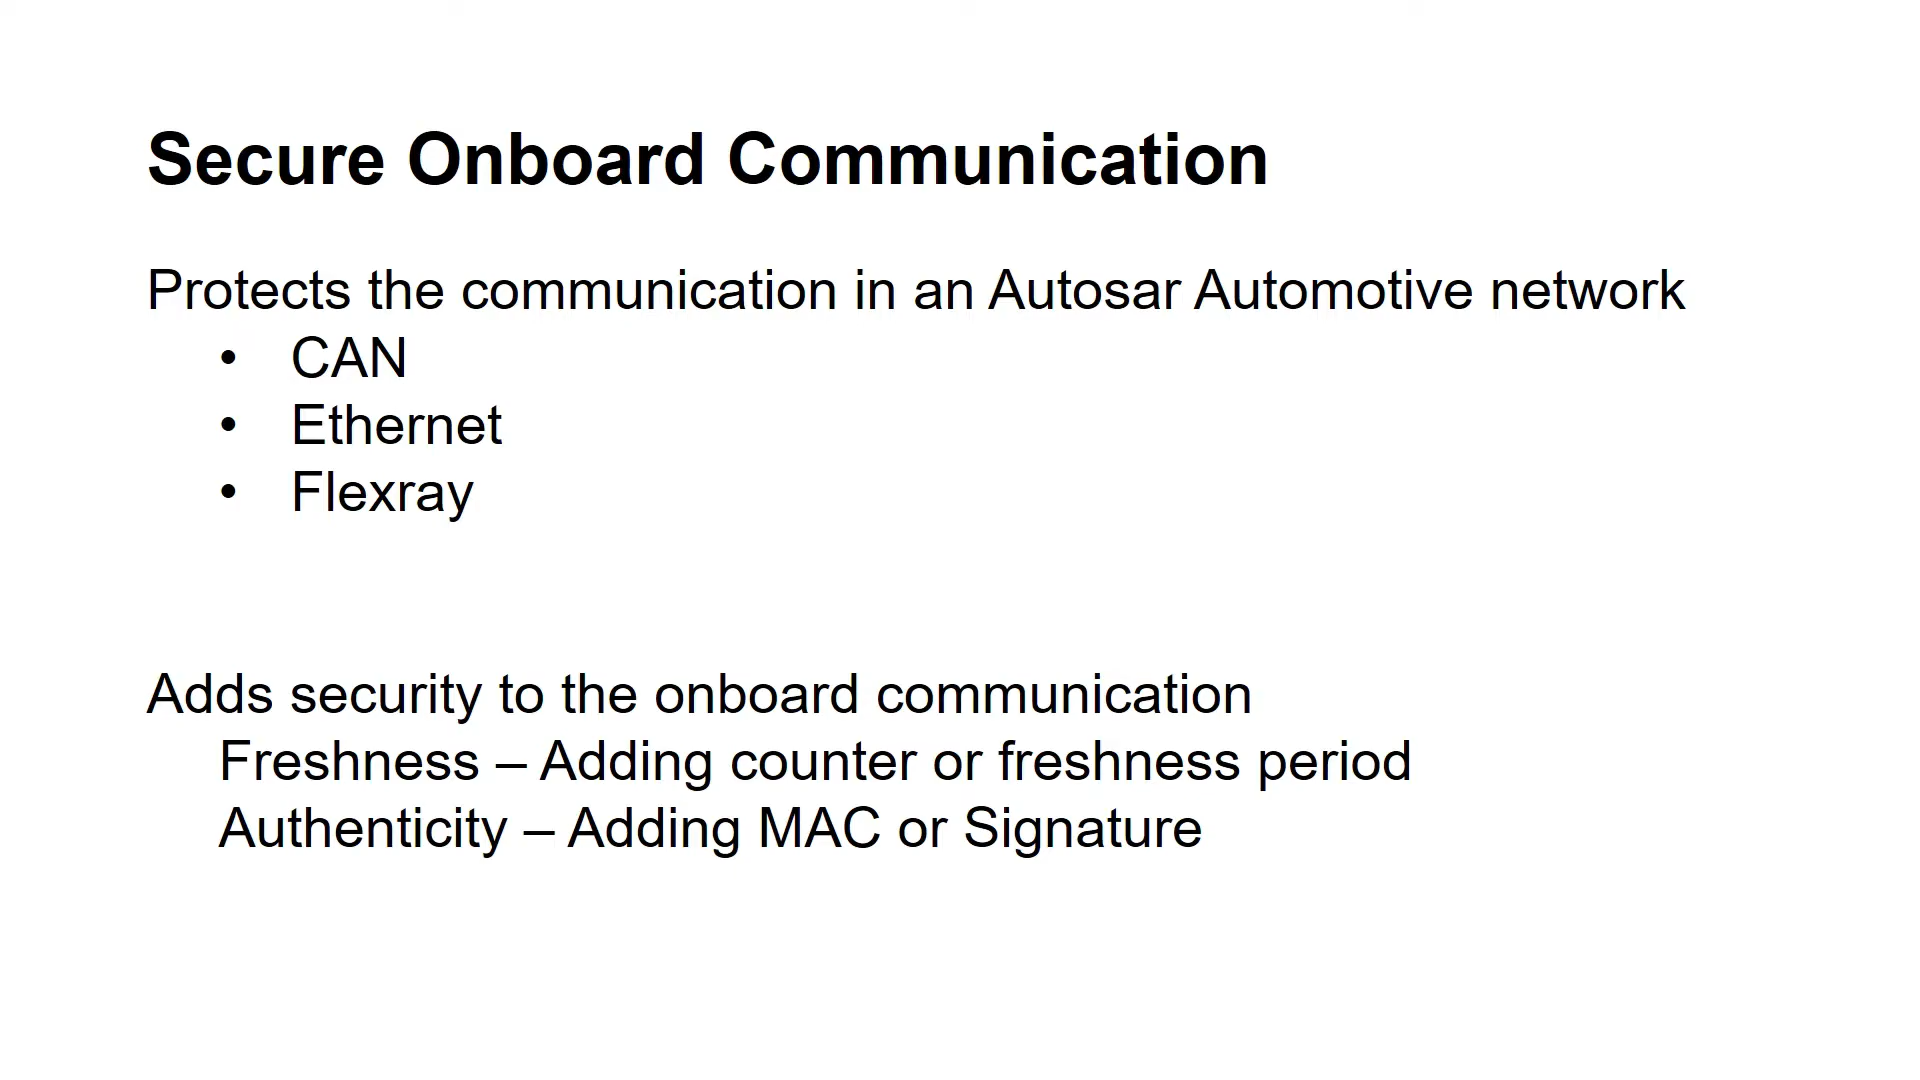 Secure Onboard Communication
Protects the communication in an Autosar Automotive network
• CAN
• Ethernet
• Flexray
Adds security to the onboard communication
Freshness – Adding counter or freshness period
Authenticity – Adding MAC or Signature